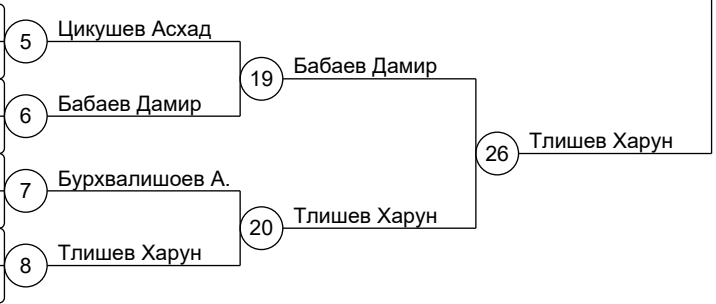 5 Цикушев Асхад
19 Бабаев Дамир
6 Бабаев Дамир
26 Тлишев Харун
7 Бурхвалишоев А.
20 Тлишев Харун
8 Тлишев Харун